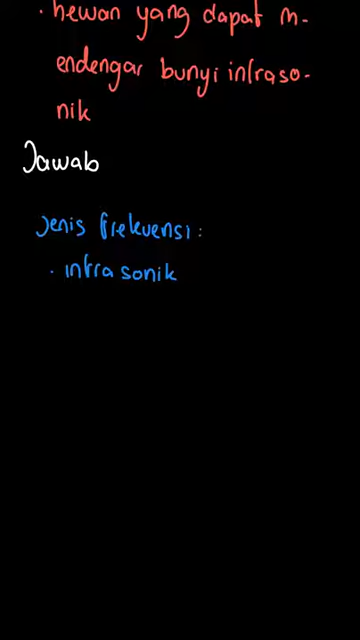 · hewan yang dapat m-
endengar bunyi infraso-
nik
Jawab
Jenis frekuensi:
· infrasonik